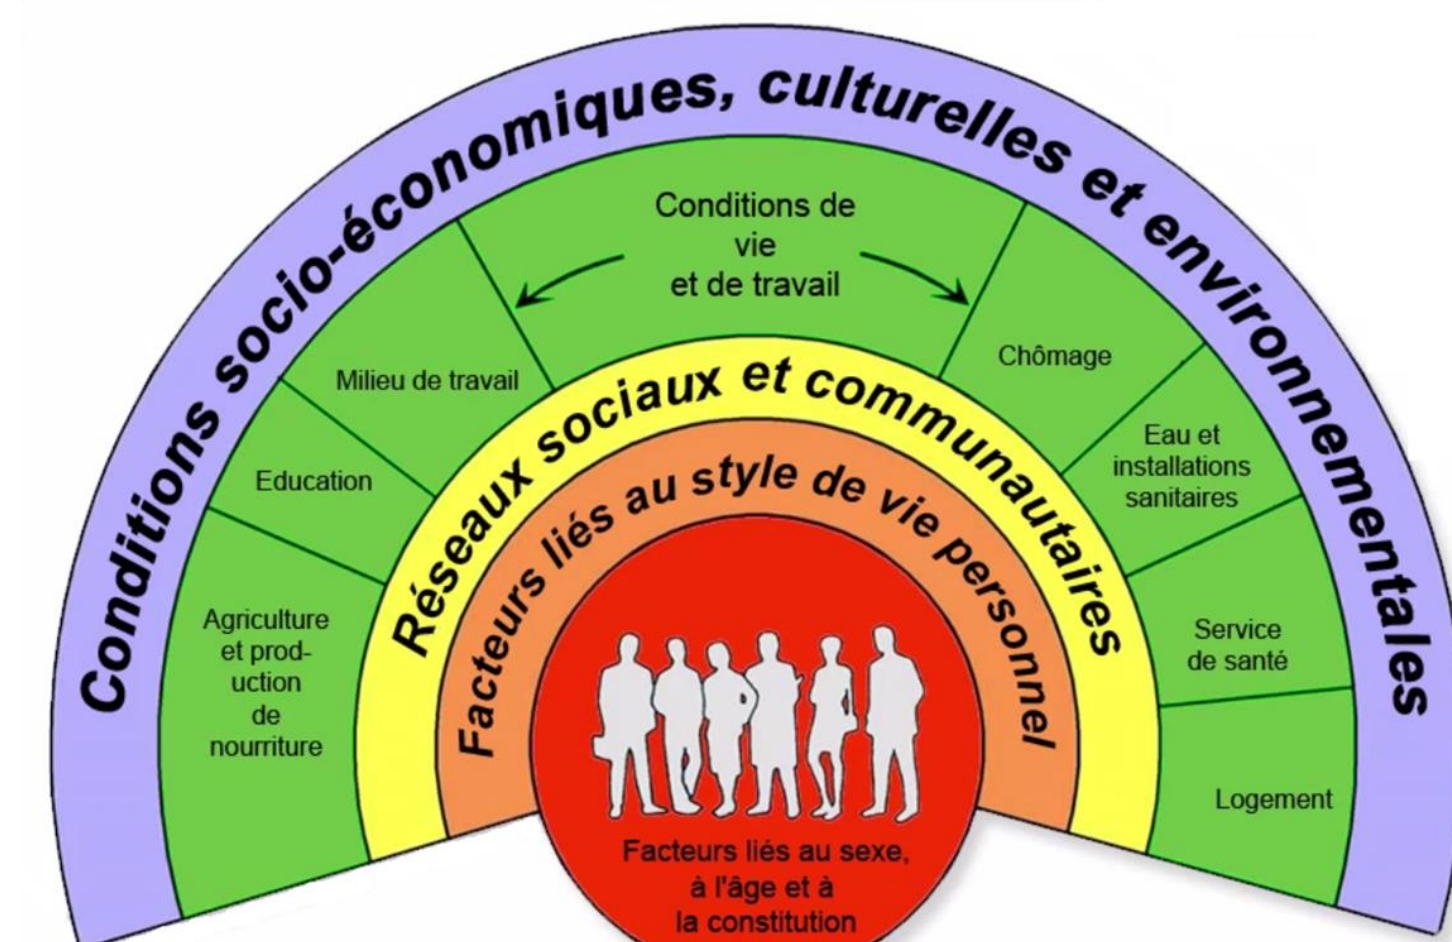 Conditions socio-économiques, culturelles et environnementales
Conditions de
vie
et de travail
Milieu de travail
Chômage
Education
Eau et
installations
sanitaires
Agriculture
et prod-
uction
de
nourriture
Service
de santé
Logement
Réseaux sociaux et communautaires
Facteurs liés au style de vie personnel
Facteurs liés au sexe,
à l'âge et à
la constitution